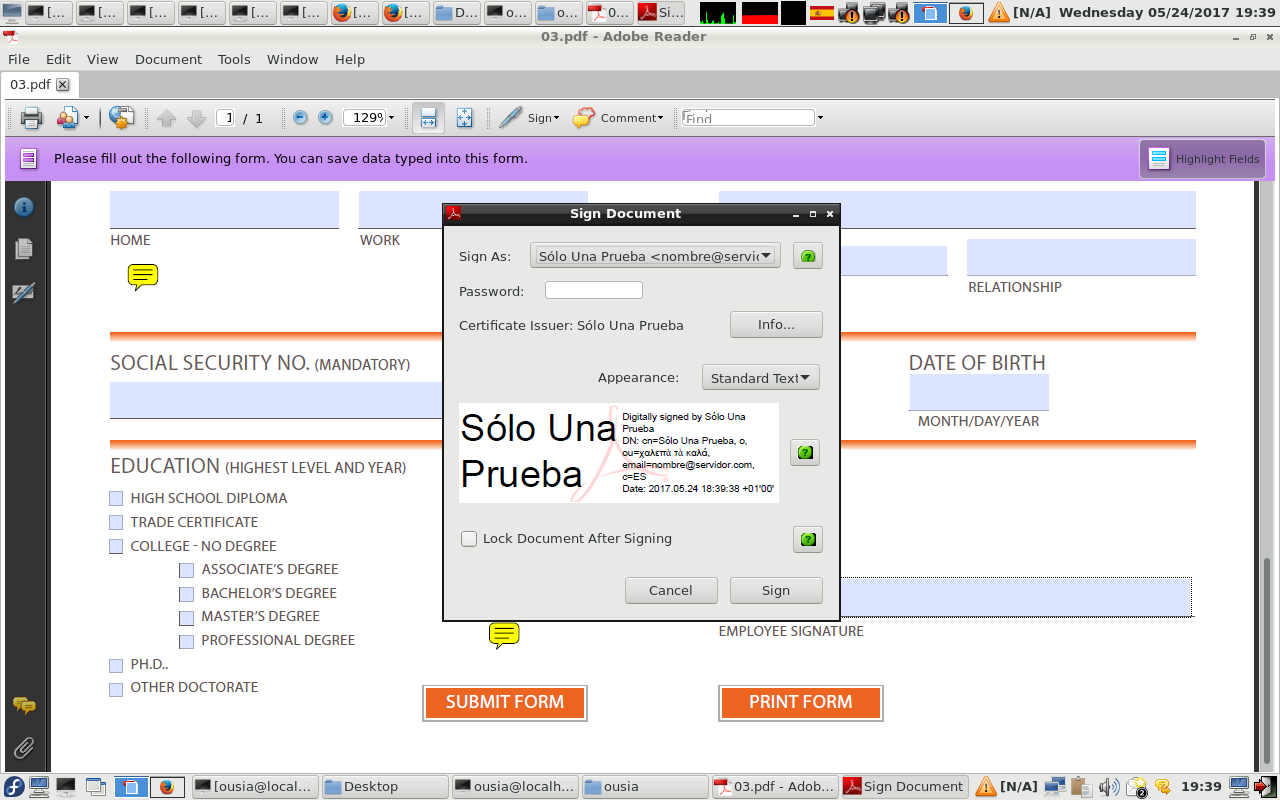 [...
[...
[...
[...
[...
[...
[...
[...
D...
o...
o...
0...
Si...
[N/A] Wednesday 05/24/2017 19:39
03.pdf - Adobe Reader
File Edit View Document Tools Window Help
03.pdf
1 / 1
129%
Sign
Comment
Find
Please fill out the following form. You can save data typed into this form.
Highlight Fields
HOME
WORK
RELATIONSHIP
SOCIAL SECURITY NO. (MANDATORY)
DATE OF BIRTH
MONTH/DAY/YEAR
EDUCATION (HIGHEST LEVEL AND YEAR)
HIGH SCHOOL DIPLOMA
TRADE CERTIFICATE
COLLEGE - NO DEGREE
ASSOCIATE'S DEGREE
BACHELOR'S DEGREE
MASTER'S DEGREE
PROFESSIONAL DEGREE
PH.D..
OTHER DOCTORATE
EMPLOYEE SIGNATURE
SUBMIT FORM
PRINT FORM
Sign Document
Sign As: Sólo Una Prueba <nombre@servic
Password:
Certificate Issuer: Sólo Una Prueba
Info...
Appearance: Standard Text
Sólo Una
Prueba
Digitally signed by Sólo Una
Prueba
DN: cn=Sólo Una Prueba, o,
ou=χαλεπὰ τὰ καλά,
email=nombre@servidor.com,
c=ES
Date: 2017.05.24 18:39:38 +01'00'
Lock Document After Signing
Cancel
Sign
[ousia@local...
Desktop
ousia@localh...
ousia
03.pdf - Adob...
Sign Document
[N/A]
2
19:39